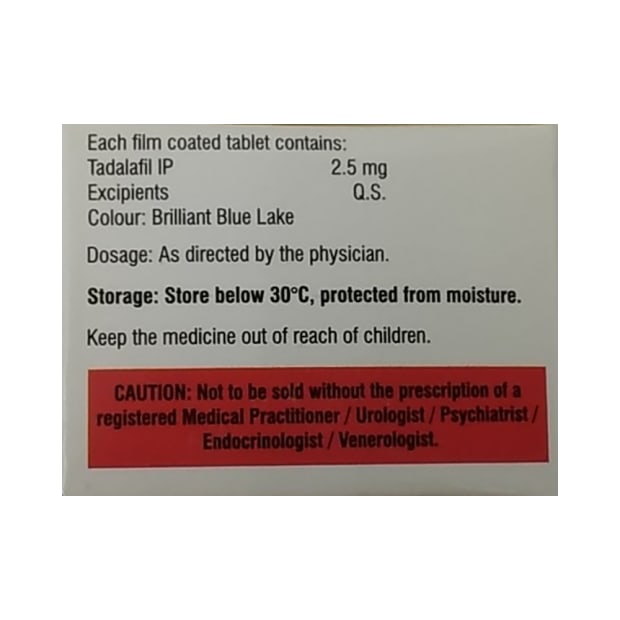 Each film coated tablet contains:
Tadalafil IP 2.5 mg
Excipients Q.S.
Colour: Brilliant Blue Lake
Dosage: As directed by the physician.
Storage: Store below 30°C, protected from moisture.
Keep the medicine out of reach of children.
CAUTION: Not to be sold without the prescription of a
registered Medical Practitioner / Urologist / Psychiatrist /
Endocrinologist / Venerologist.